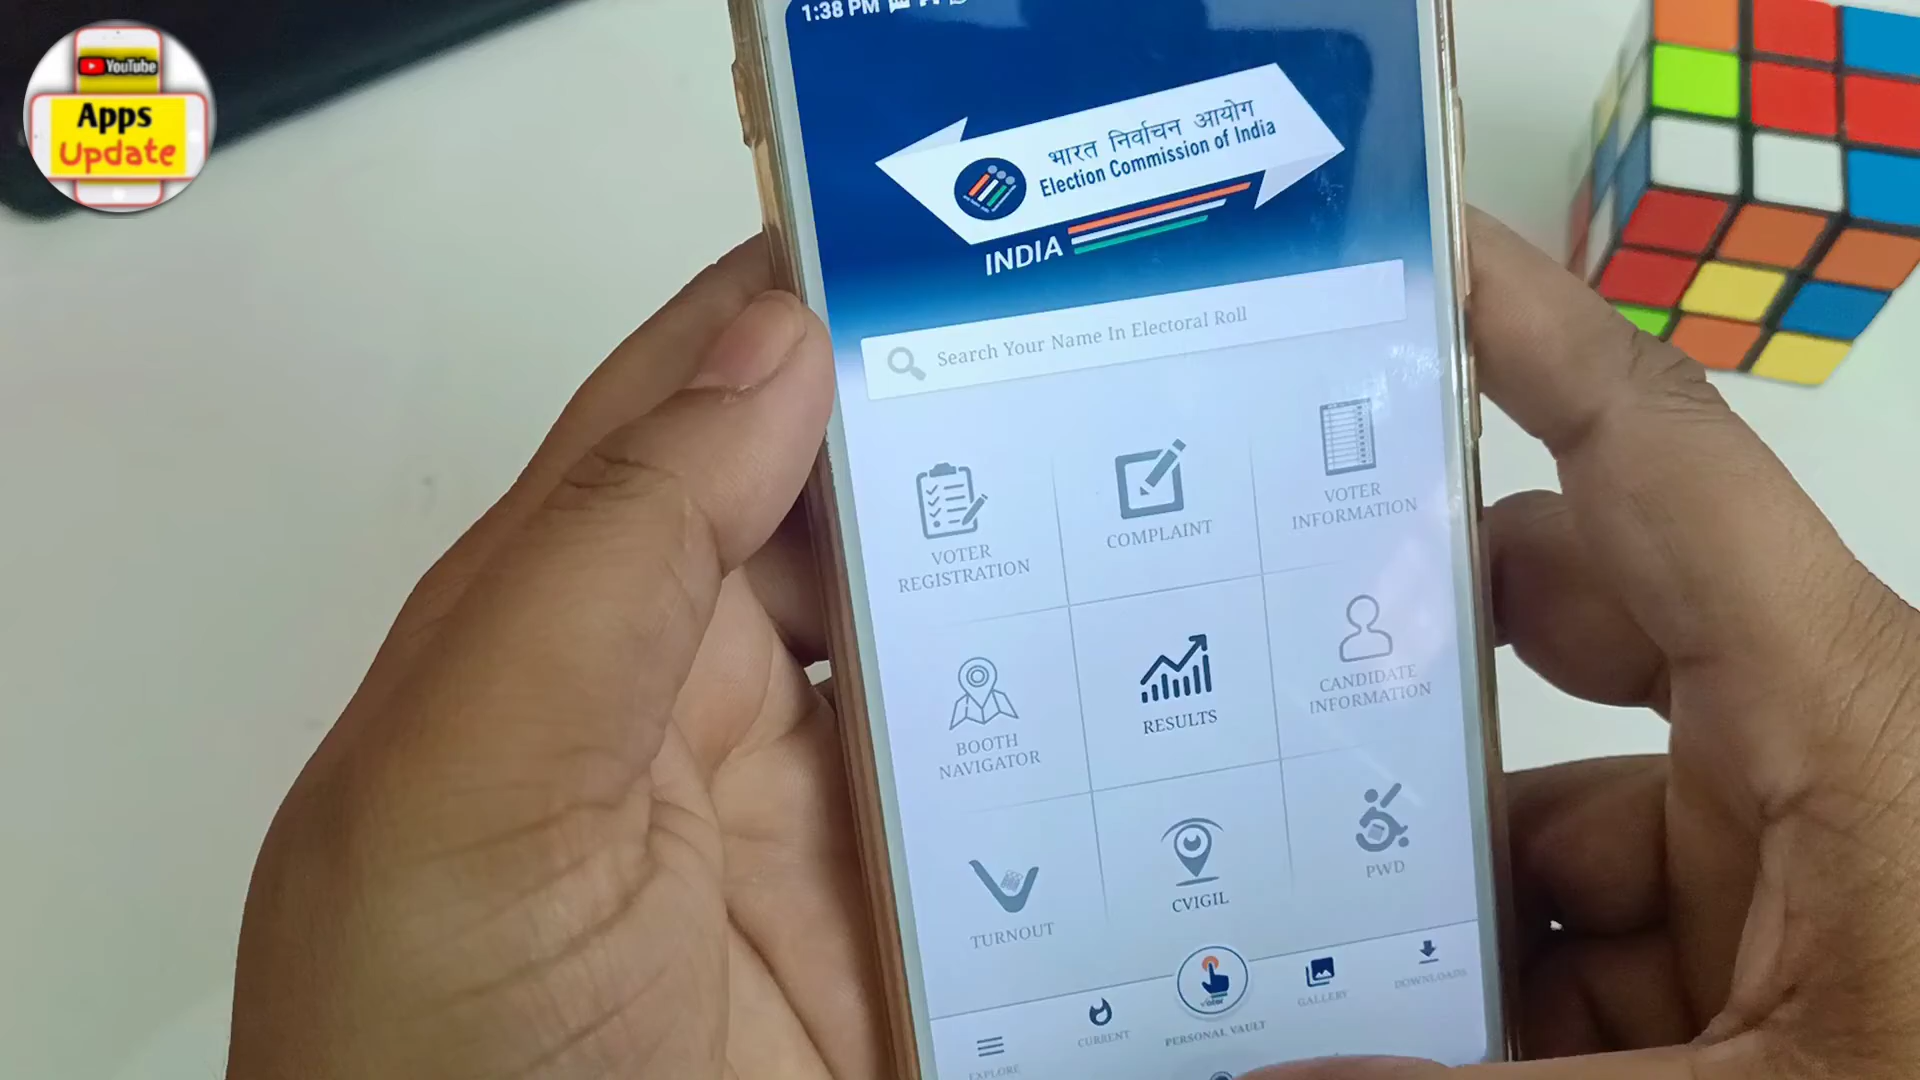 YouTube
Apps
Update
1:38 PM
भारत निर्वाचन आयोग
Election Commission of India
INDIA
Search Your Name In Electoral Roll
VOTER
REGISTRATION
COMPLAINT
VOTER
INFORMATION
BOOTH
NAVIGATOR
RESULTS
CANDIDATE
INFORMATION
TURNOUT
CVIGIL
PWD
EXPLORE
CURRENT
PERSONAL VAULT
GALLERY
DOWNLOADS